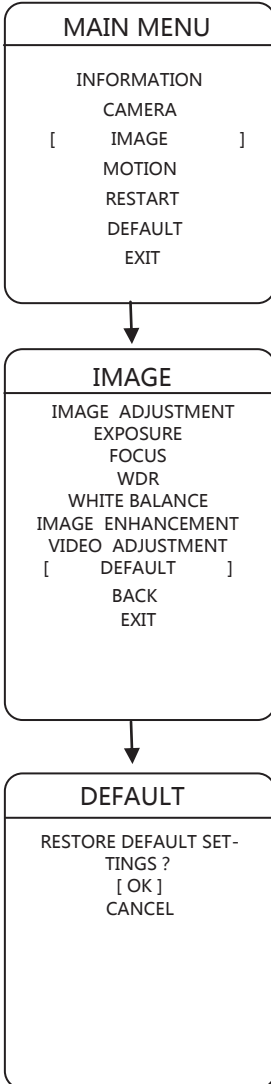 MAIN MENU
INFORMATION
CAMERA
[ IMAGE ]
MOTION
RESTART
DEFAULT
EXIT
IMAGE
IMAGE ADJUSTMENT
EXPOSURE
FOCUS
WDR
WHITE BALANCE
IMAGE ENHANCEMENT
VIDEO ADJUSTMENT
[ DEFAULT ]
BACK
EXIT
DEFAULT
RESTORE DEFAULT SET-
TINGS ?
[ OK ]
CANCEL